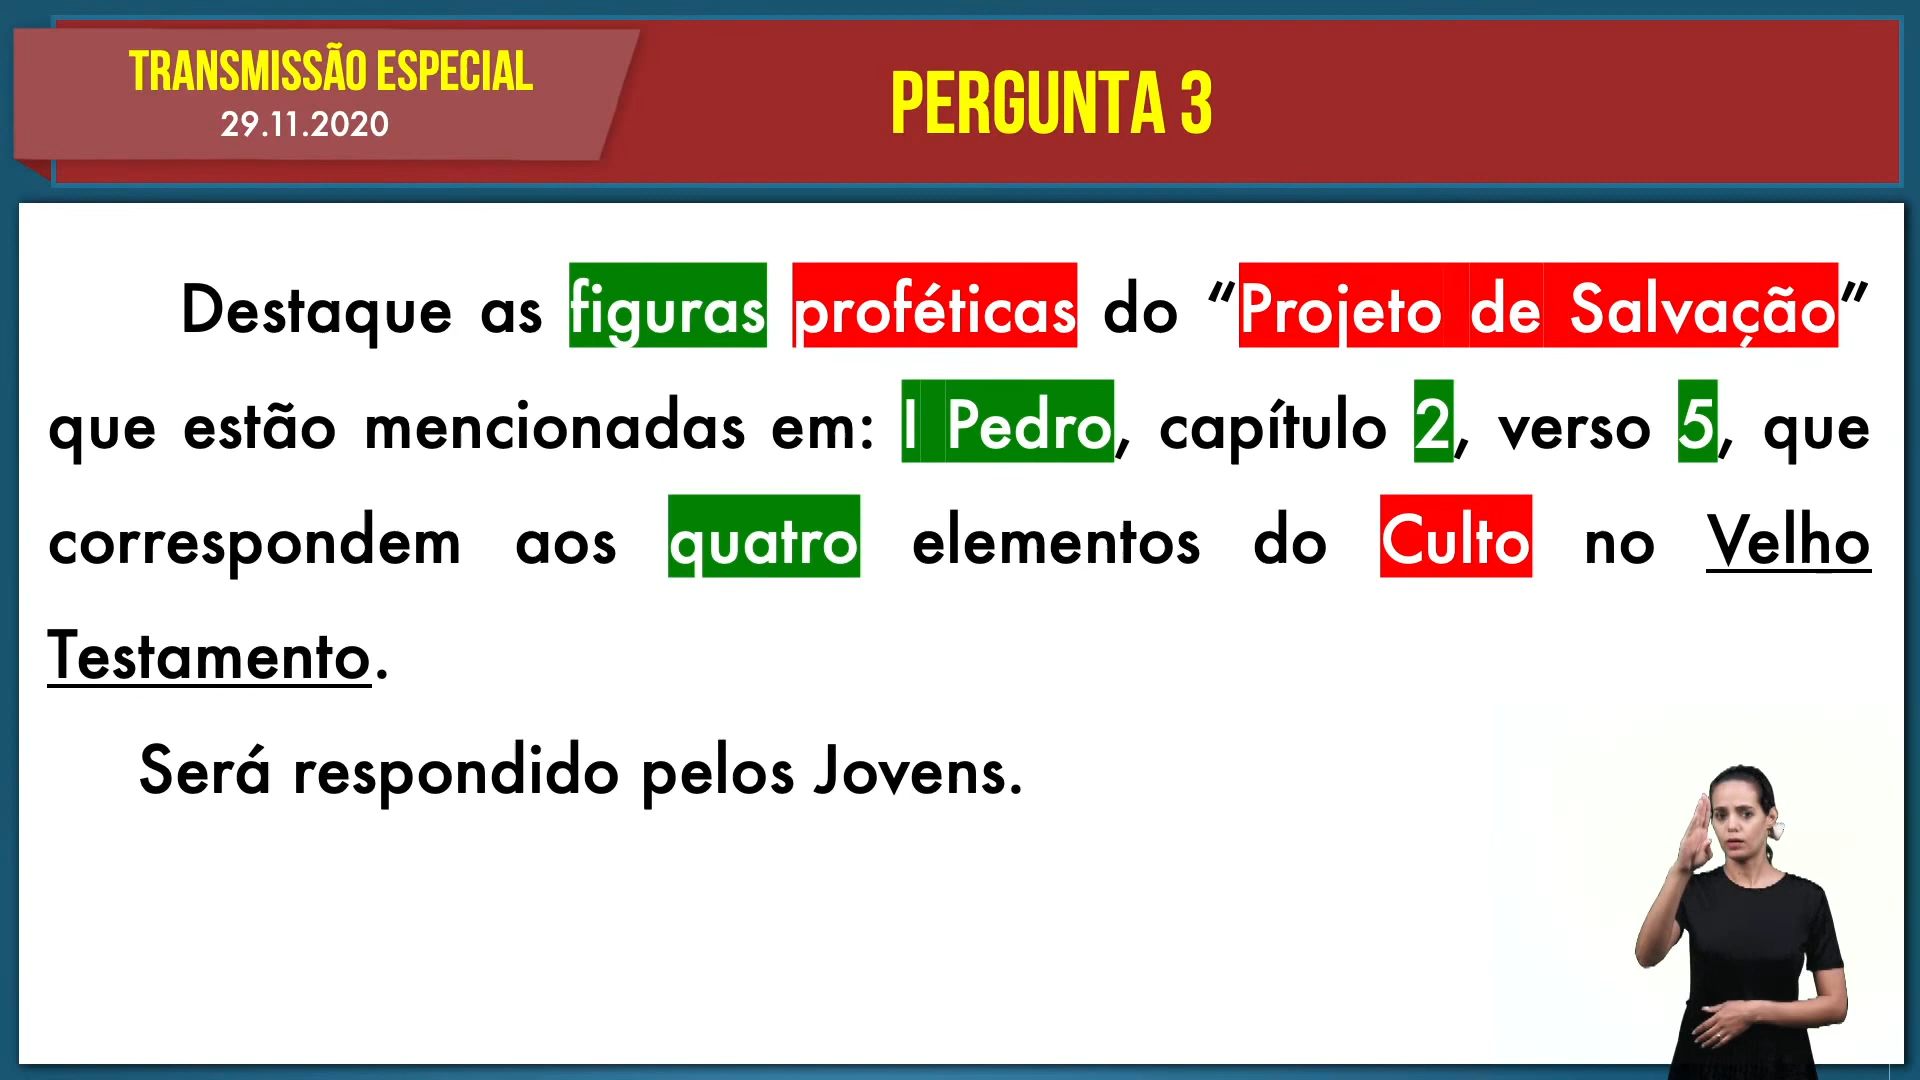 TRANSMISSÃO ESPECIAL
29.11.2020
PERGUNTA 3
Destaque as figuras proféticas do “Projeto de Salvação”
que estão mencionadas em: I Pedro, capítulo 2, verso 5, que
correspondem aos quatro elementos do Culto no Velho
Testamento.
Será respondido pelos Jovens.